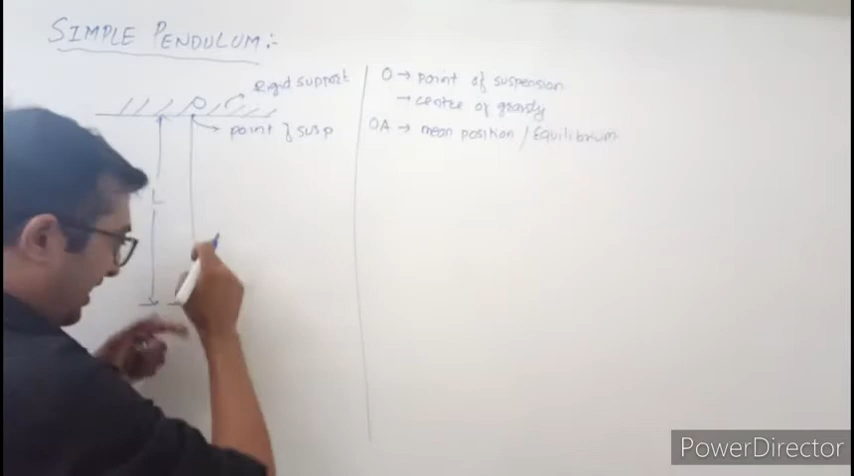 SIMPLE PENDULUM:-
Rigid support
O
point of susp
L
O → point of suspension
→ centre of gravity
OA → mean position / Equilibrium
PowerDirector